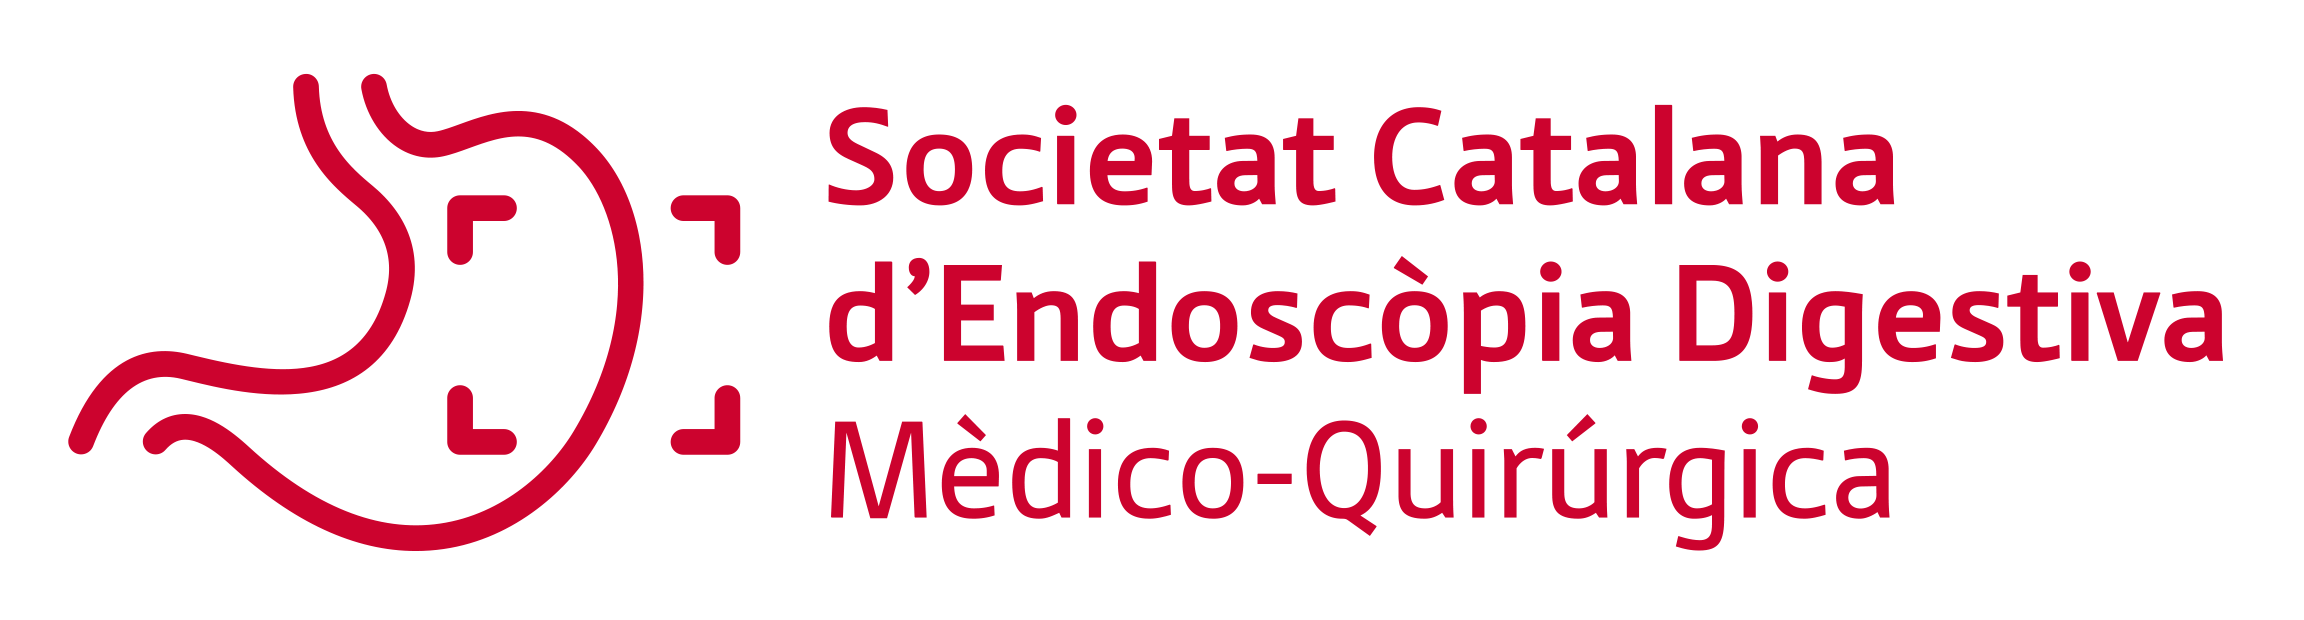 Societat Catalana
d’Endoscòpia Digestiva
Mèdico-Quirúrgica